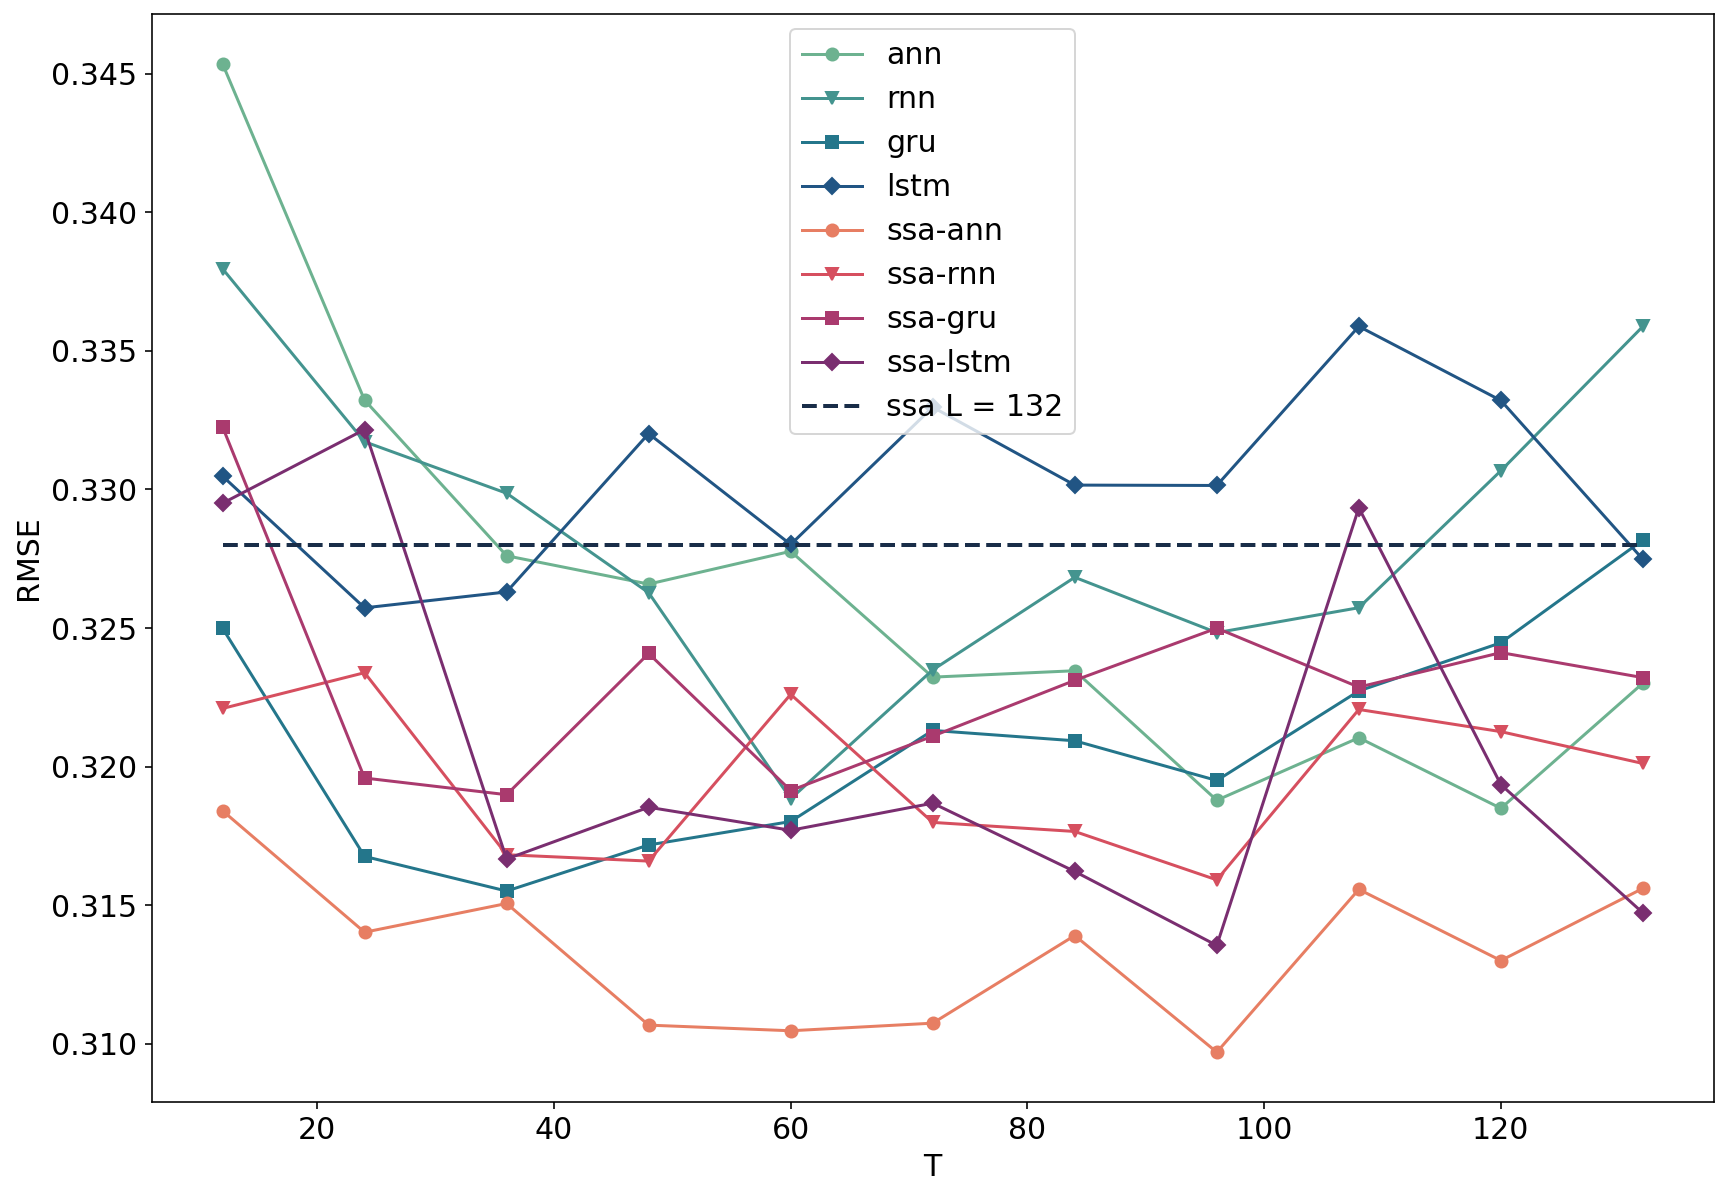 0.345
0.340
0.335
0.330
0.325
0.320
0.315
0.310
RMSE
ann
rnn
gru
lstm
ssa-ann
ssa-rnn
ssa-gru
ssa-lstm
ssa L = 132
20 40 60 80 100 120
T